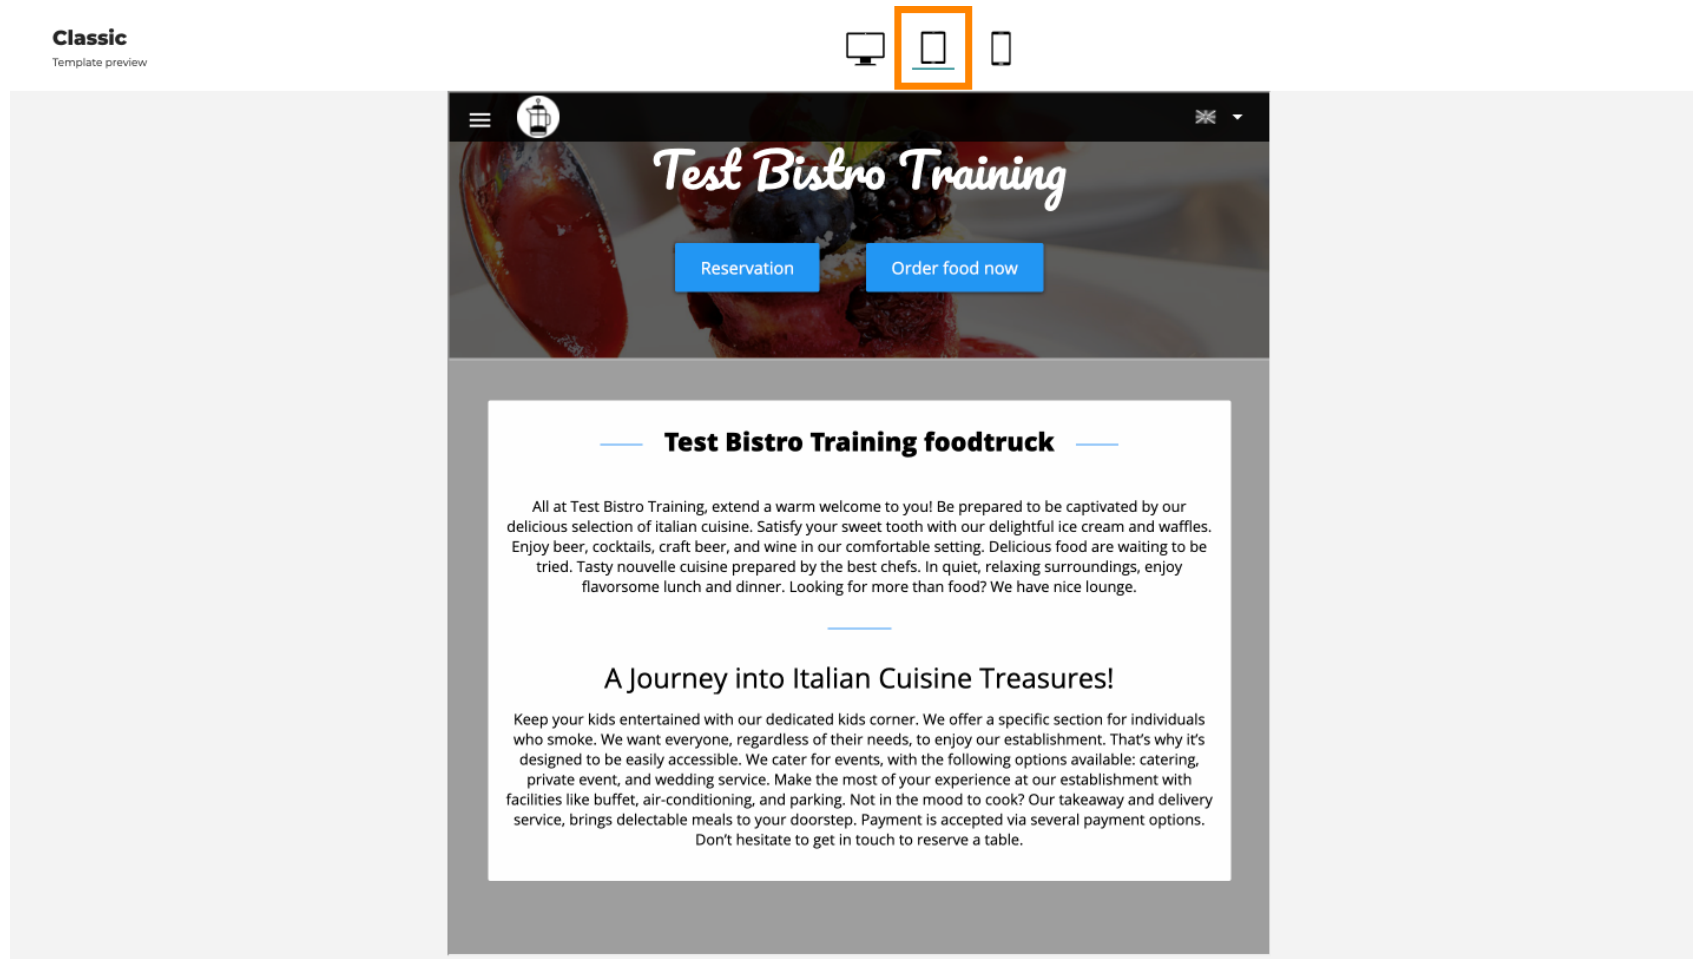 Classic
Template preview
Test Bistro Training
Reservation
Order food now
Test Bistro Training foodtruck
All at Test Bistro Training, extend a warm welcome to you! Be prepared to be captivated by our
delicious selection of italian cuisine. Satisfy your sweet tooth with our delightful ice cream and waffles.
Enjoy beer, cocktails, craft beer, and wine in our comfortable setting. Delicious food are waiting to be
tried. Tasty nouvelle cuisine prepared by the best chefs. In quiet, relaxing surroundings, enjoy
flavorsome lunch and dinner. Looking for more than food? We have nice lounge.
A Journey into Italian Cuisine Treasures!
Keep your kids entertained with our dedicated kids corner. We offer a specific section for individuals
who smoke. We want everyone, regardless of their needs, to enjoy our establishment. That’s why it’s
designed to be easily accessible. We cater for events, with the following options available: catering,
private event, and wedding service. Make the most of your experience at our establishment with
facilities like buffet, air-conditioning, and parking. Not in the mood to cook? Our takeaway and delivery
service, brings delectable meals to your doorstep. Payment is accepted via several payment options.
Don’t hesitate to get in touch to reserve a table.